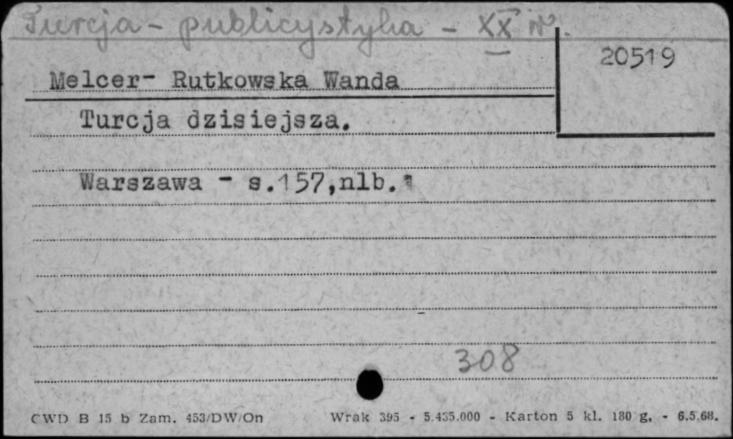 Turcja - publicystyka - XX w.
20519
Melcer- Rutkowska Wanda
Turcja dzisiejsza.
Warszawa - s.157,nlb.
308
CWD B 15 b Zam. 453/DW/On Wrak 395 - 5.435.000 - Karton 5 kl. 180 g. - 6.5.68.